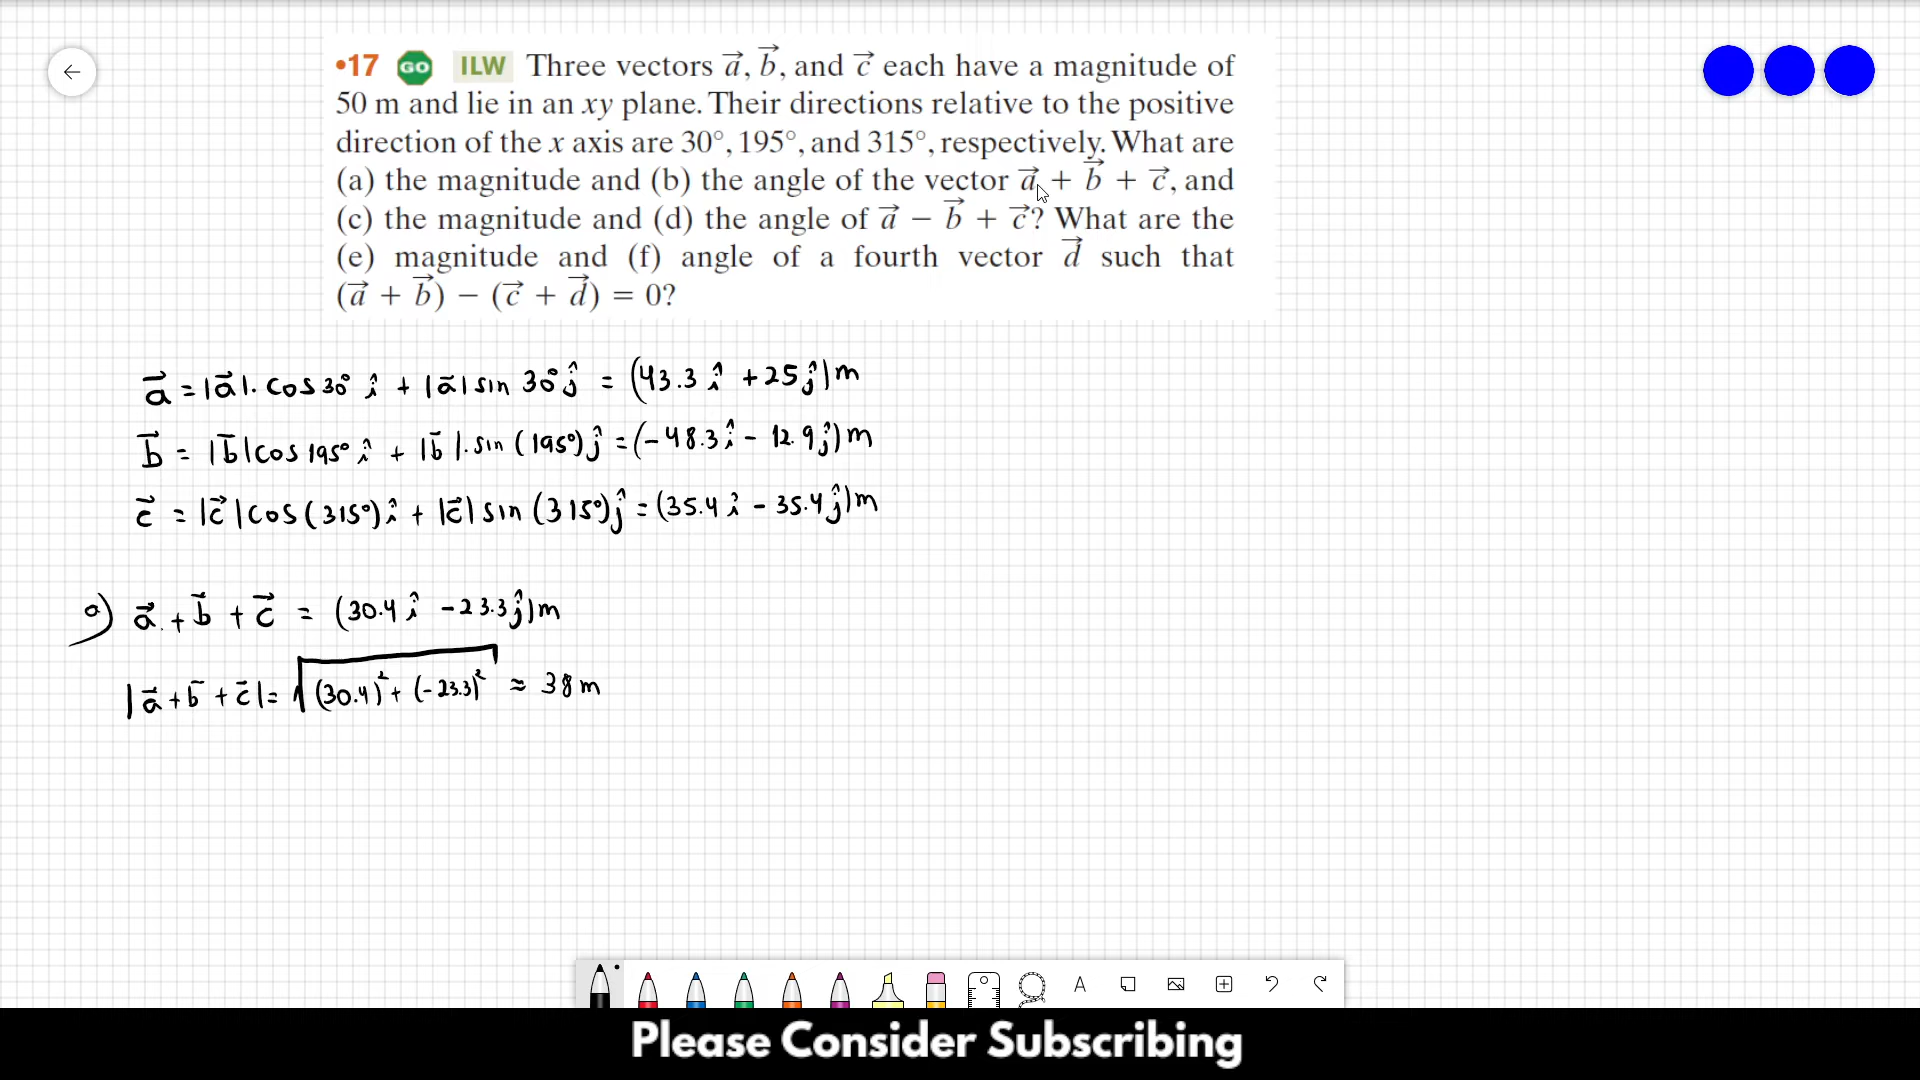 •17 GO ILW Three vectors a⃗, b⃗, and c⃗ each have a magnitude of
50 m and lie in an xy plane. Their directions relative to the positive
direction of the x axis are 30°, 195°, and 315°, respectively. What are
(a) the magnitude and (b) the angle of the vector a⃗ + b⃗ + c⃗, and
(c) the magnitude and (d) the angle of a⃗ − b⃗ + c⃗? What are the
(e) magnitude and (f) angle of a fourth vector d⃗ such that
(a⃗ + b⃗) − (c⃗ + d⃗) = 0?
a⃗ = |a⃗|. cos 30° î + |a⃗| sin 30° ĵ = (43.3 î + 25 ĵ) m
b⃗ = |b⃗| cos 195° î + |b⃗|. sin (195°) ĵ = (-48.3 î - 12.9 ĵ) m
c⃗ = |c⃗| cos (315°) î + |c⃗| sin (315°) ĵ = (35.4 î - 35.4 ĵ) m
a) a⃗ + b⃗ + c⃗ = (30.4 î - 23.3 ĵ) m
|a⃗ + b⃗ + c⃗| = √((30.4)² + (-23.3)²) ≈ 38 m
A
Please Consider Subscribing